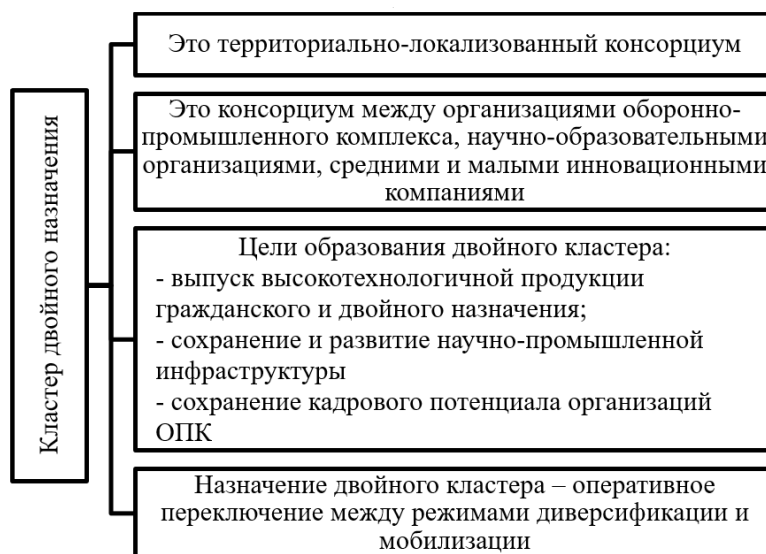 Кластер двойного назначения
Это территориально-локализованный консорциум
Это консорциум между организациями оборонно-
промышленного комплекса, научно-образовательными
организациями, средними и малыми инновационными
компаниями
Цели образования двойного кластера:
- выпуск высокотехнологичной продукции
гражданского и двойного назначения;
- сохранение и развитие научно-промышленной
инфраструктуры
- сохранение кадрового потенциала организаций
ОПК
Назначение двойного кластера – оперативное
переключение между режимами диверсификации и
мобилизации